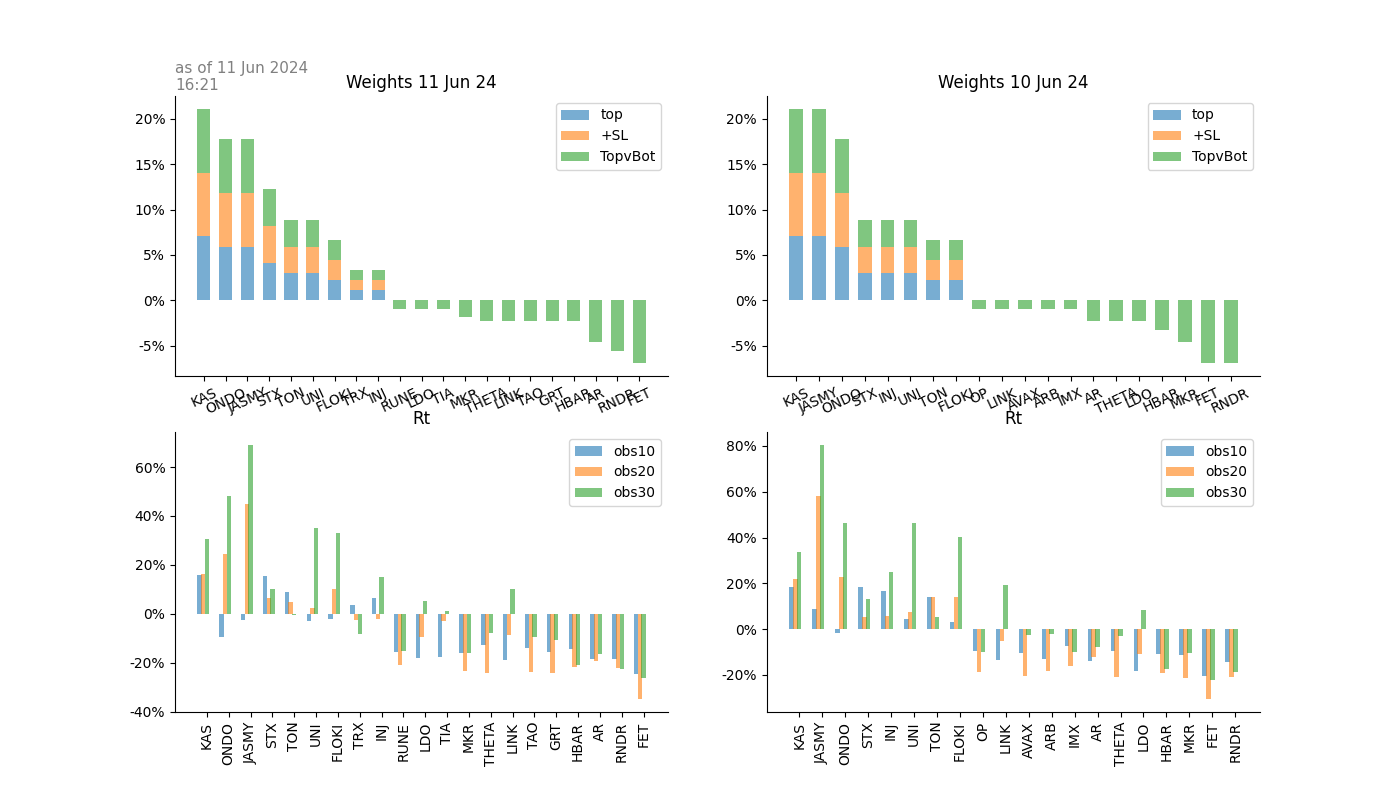 as of 11 Jun 2024
16:21
Weights 11 Jun 24
20%
15%
10%
5%
0%
-5%
top
+SL
TopvBot
KAS ONDO JASMY STX TON UNI FLOKI TRX INJ RUNE LDO TIA MKR THETA LINK TAO GRT HBAR AR RNDR FET
Weights 10 Jun 24
20%
15%
10%
5%
0%
-5%
top
+SL
TopvBot
KAS JASMY ONDO STX INJ UNI TON FLOKI OP LINK AVAX ARB IMX AR THETA LDO HBAR MKR FET RNDR
Rt
60%
40%
20%
0%
-20%
-40%
obs10
obs20
obs30
KAS ONDO JASMY STX TON UNI FLOKI TRX INJ RUNE LDO TIA MKR THETA LINK TAO GRT HBAR AR RNDR FET
Rt
80%
60%
40%
20%
0%
-20%
obs10
obs20
obs30
KAS JASMY ONDO STX INJ UNI TON FLOKI OP LINK AVAX ARB IMX AR THETA LDO HBAR MKR FET RNDR